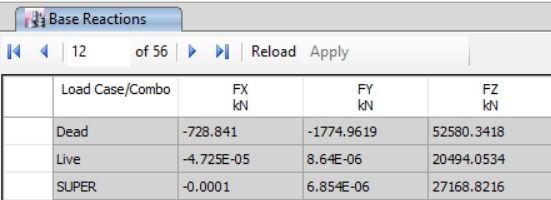 Base Reactions
12 of 56 Reload Apply
Load Case/Combo FX kN FY kN FZ kN
Dead -728.841 -1774.9619 52580.3418
Live -4.725E-05 8.64E-06 20494.0534
SUPER -0.0001 6.854E-06 27168.8216